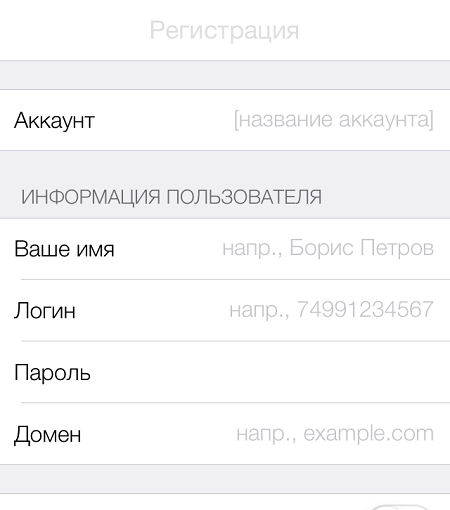 Регистрация
Аккаунт [название аккаунта]
ИНФОРМАЦИЯ ПОЛЬЗОВАТЕЛЯ
Ваше имя напр., Борис Петров
Логин напр., 74991234567
Пароль
Домен напр., example.com